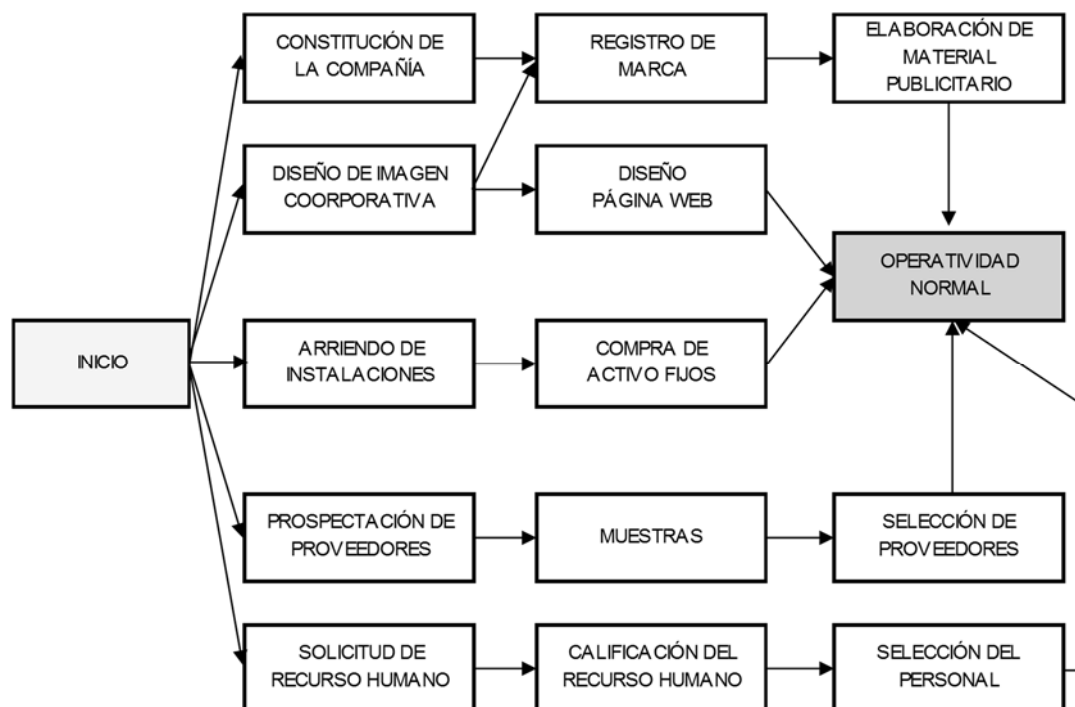 CONSTITUCIÓN DE
LA COMPAÑÍA
REGISTRO DE
MARCA
ELABORACIÓN DE
MATERIAL
PUBLICITARIO
DISEÑO DE IMAGEN
COORPORATIVA
DISEÑO
PÁGINA WEB
OPERATIVIDAD
NORMAL
INICIO
ARRIENDO DE
INSTALACIONES
COMPRA DE
ACTIVO FIJOS
PROSPECTACIÓN DE
PROVEEDORES
MUESTRAS
SELECCIÓN DE
PROVEEDORES
SOLICITUD DE
RECURSO HUMANO
CALIFICACIÓN DEL
RECURSO HUMANO
SELECCIÓN DEL
PERSONAL